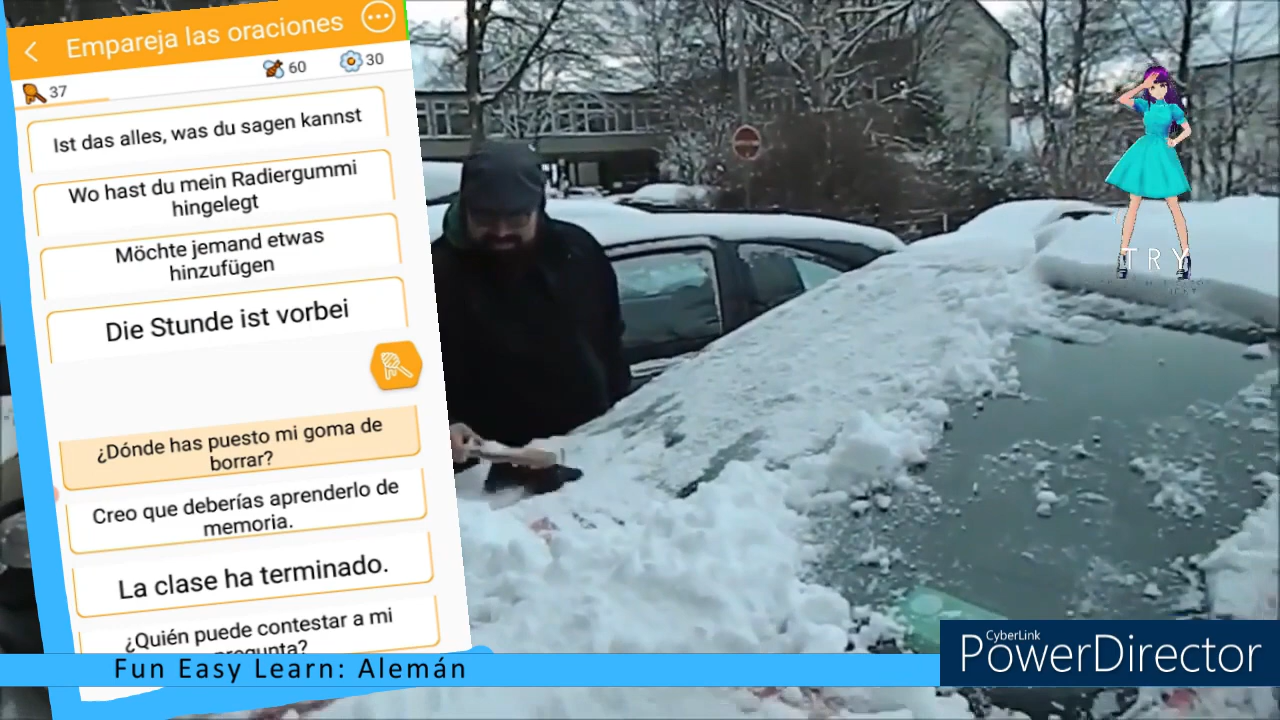 Empareja las oraciones
37
60
30
Ist das alles, was du sagen kannst
Wo hast du mein Radiergummi
hingelegt
Möchte jemand etwas
hinzufügen
Die Stunde ist vorbei
¿Dónde has puesto mi goma de
borrar?
Creo que deberías aprenderlo de
memoria.
La clase ha terminado.
¿Quién puede contestar a mi
pregunta?
TRY
Fun Easy Learn: Alemán
CyberLink
PowerDirector